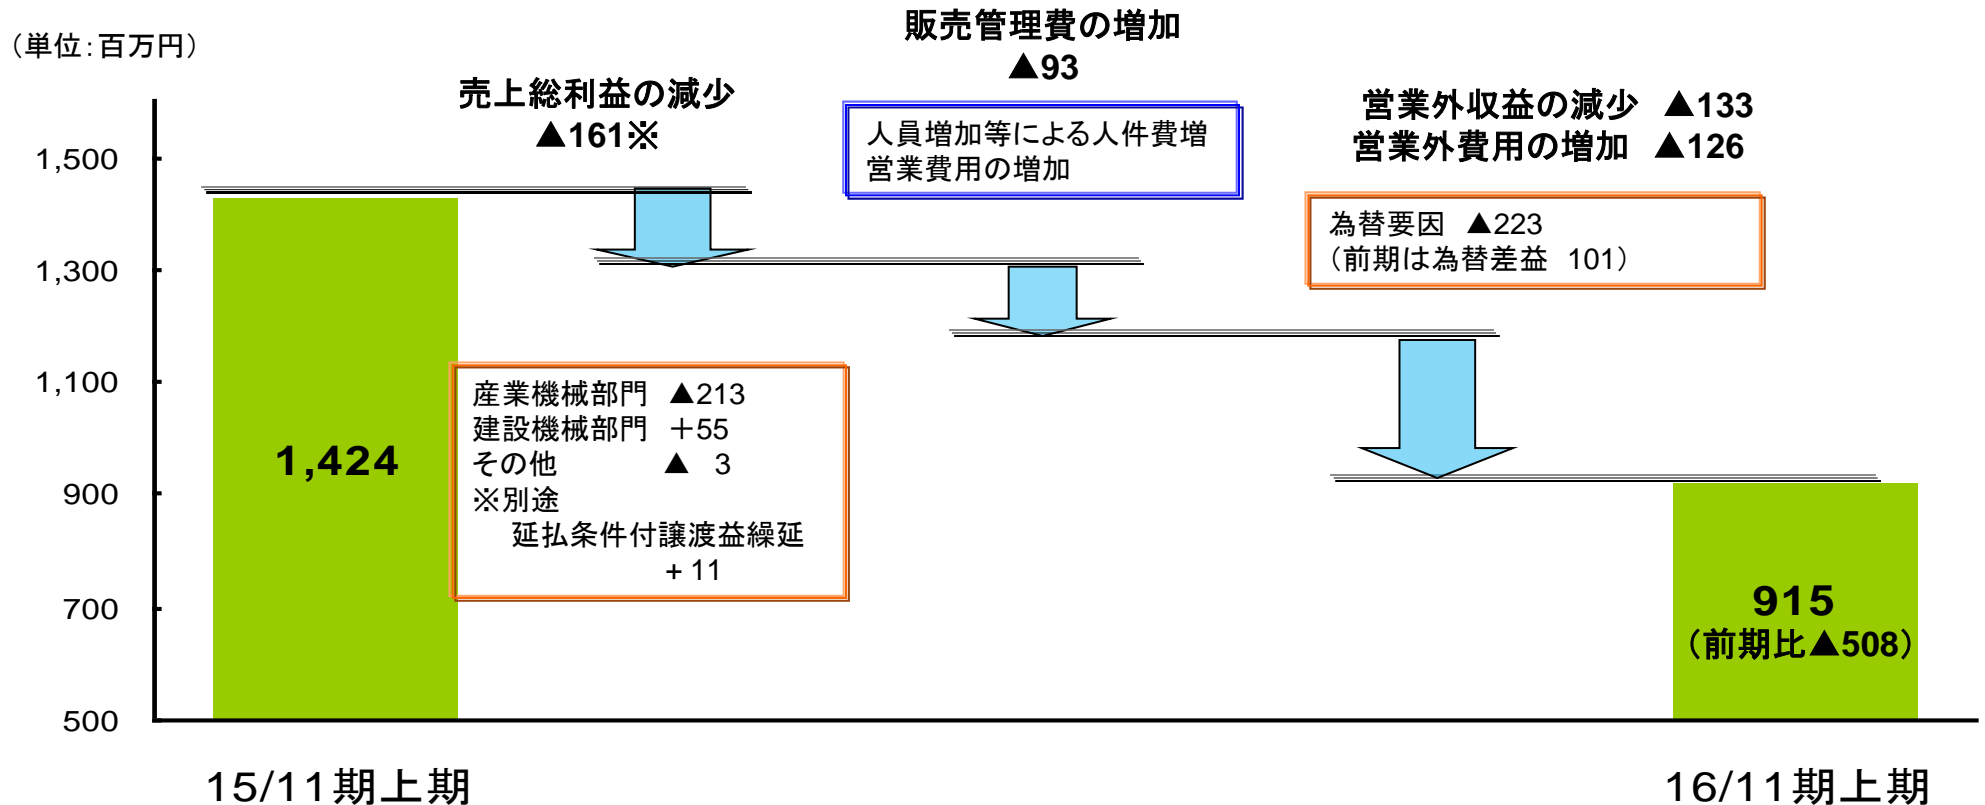 （単位：百万円）
販売管理費の増加
▲93
売上総利益の減少
▲161※
営業外収益の減少 ▲133
営業外費用の増加 ▲126
人員増加等による人件費増
営業費用の増加
為替要因 ▲223
（前期は為替差益 101）
1,500
1,300
1,100
900
700
500
1,424
産業機械部門 ▲213
建設機械部門 ＋55
その他 ▲ 3
※別途
延払条件付譲渡益繰延
+ 11
915
（前期比▲508）
15/11期上期
16/11期上期